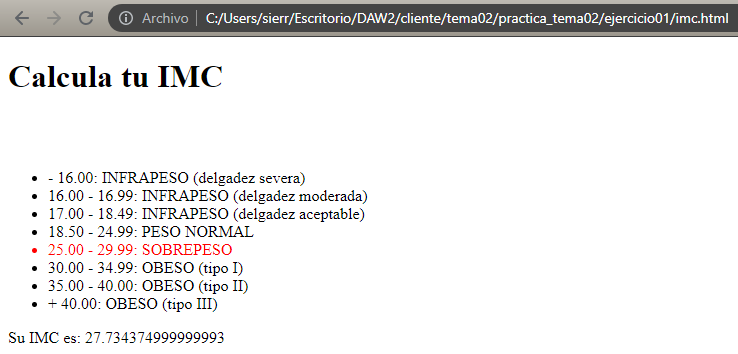 Archivo | C:/Users/sierr/Escritorio/DAW2/cliente/tema02/practica_tema02/ejercicio01/imc.html
Calcula tu IMC
- 16.00: INFRAPESO (delgadez severa)
16.00 - 16.99: INFRAPESO (delgadez moderada)
17.00 - 18.49: INFRAPESO (delgadez aceptable)
18.50 - 24.99: PESO NORMAL
25.00 - 29.99: SOBREPESO
30.00 - 34.99: OBESO (tipo I)
35.00 - 40.00: OBESO (tipo II)
+ 40.00: OBESO (tipo III)
Su IMC es: 27.734374999999993